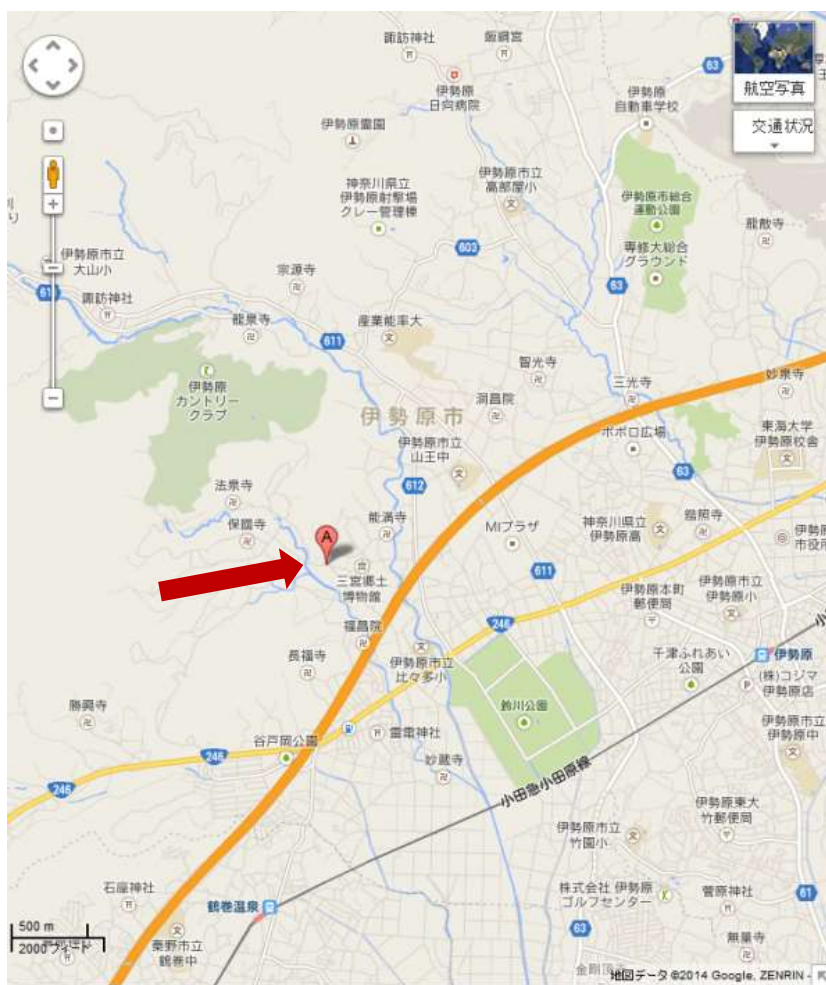 諏訪神社
飯綱宮
63
航空写真
伊勢原
日向病院
伊勢原
自動車学校
交通状況
伊勢原霊園
神奈川県立
伊勢原射撃場
クレー管理棟
伊勢原市立
高部屋小
伊勢原市総合
運動公園
龍散寺
603
専修大総合
グラウンド
伊勢原市立
大山小
宗源寺
63
諏訪神社
龍泉寺
産業能率大
611
智光寺
伊勢原
カントリー
クラブ
三光寺
妙泉寺
洞昌院
伊勢原市
ポポロ広場
東海大学
伊勢原校舎
伊勢原市立
山王中
63
法泉寺
612
保國寺
能満寺
MIプラザ
神奈川県立
伊勢原高
A
611
三宮郷土
博物館
伊勢原本町
郵便局
伊勢原市立
伊勢原小
福昌院
246
長福寺
伊勢原市立
比々多小
千津ふれあい
公園
伊勢原
(株)コジマ
伊勢原店
P
勝興寺
鈴川公園
伊勢原市立
伊勢原中
谷戸岡公園
雷電神社
246
妙蔵寺
246
小田急小田原線
伊勢原東大
竹郵便局
伊勢原市立
竹園小
石座神社
鶴巻温泉
株式会社 伊勢原
ゴルフセンター
菅原神社
61
500 m
2000 フィート
秦野市立
鶴巻中
63
無量寺
地図データ ©2014 Google, ZENRIN -